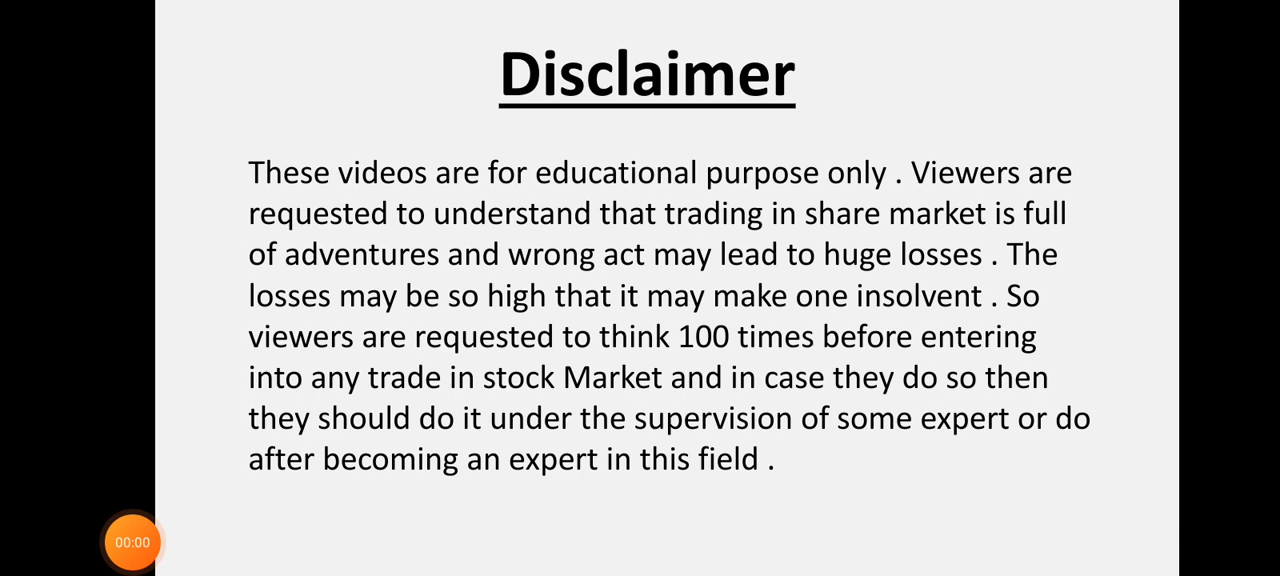 Disclaimer
These videos are for educational purpose only . Viewers are
requested to understand that trading in share market is full
of adventures and wrong act may lead to huge losses . The
losses may be so high that it may make one insolvent . So
viewers are requested to think 100 times before entering
into any trade in stock Market and in case they do so then
they should do it under the supervision of some expert or do
after becoming an expert in this field .
00:00